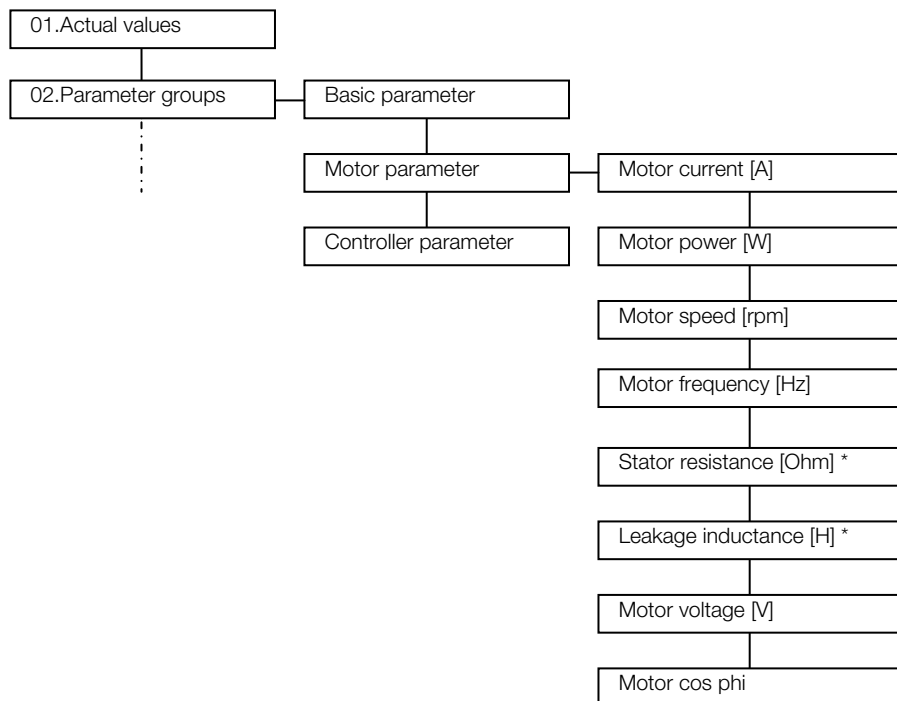 01.Actual values
02.Parameter groups
Basic parameter
Motor parameter
Controller parameter
Motor current [A]
Motor power [W]
Motor speed [rpm]
Motor frequency [Hz]
Stator resistance [Ohm] *
Leakage inductance [H] *
Motor voltage [V]
Motor cos phi